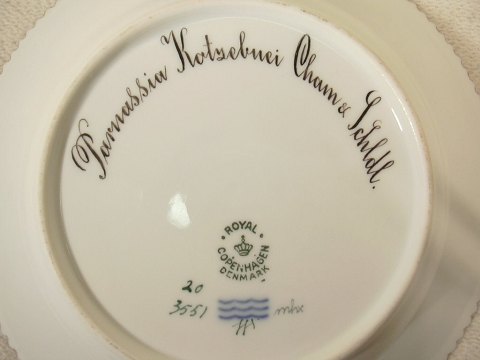 Parnassia Kotzebuei Cham & Schldl.
ROYAL
COPENHAGEN
DENMARK
20
3551